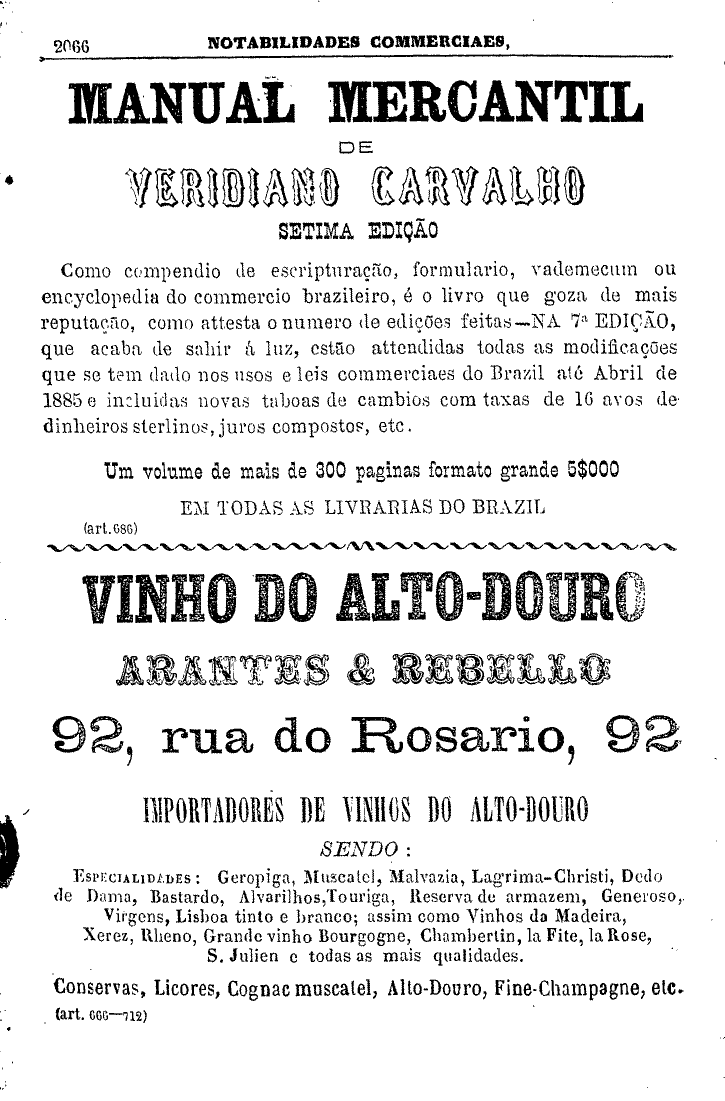 2066 NOTABILIDADES COMMERCIAES,
MANUAL MERCANTIL
DE
VERIDIANO CARVALHO
SETIMA EDIÇÃO
Como compendio de escripturação, formulario, vademecum ou
encyclopedia do commercio brazileiro, é o livro que goza de mais
reputação, como attesta o numero de edições feitas—NA 7ª EDIÇÃO,
que acaba de sahir á luz, estão attendidas todas as modificações
que se tem dado nos usos e leis commerciaes do Brazil até Abril de
1885 e incluidas novas taboas de cambios com taxas de 16 avos de
dinheiros sterlinos, juros compostos, etc.
Um volume de mais de 300 paginas formato grande 5$000
EM TODAS AS LIVRARIAS DO BRAZIL
(art. 686)
VINHO DO ALTO-DOURO
ARANTES & REBELLO
92, rua do Rosario, 92
IMPORTADORES DE VINHOS DO ALTO-DOURO
SENDO :
ESPECIALIDADES : Geropiga, Muscatel, Malvazia, Lagrima-Christi, Dedo
de Dama, Bastardo, Alvarilhos, Touriga, Reserva de armazem, Generoso,
Virgens, Lisboa tinto e branco; assim como Vinhos da Madeira,
Xerez, Rheno, Grande vinho Bourgogne, Chambertin, la Fite, la Rose,
S. Julien e todas as mais qualidades.
Conservas, Licores, Cognac muscatel, Alto-Douro, Fine-Champagne, etc.
(art. 666—712)